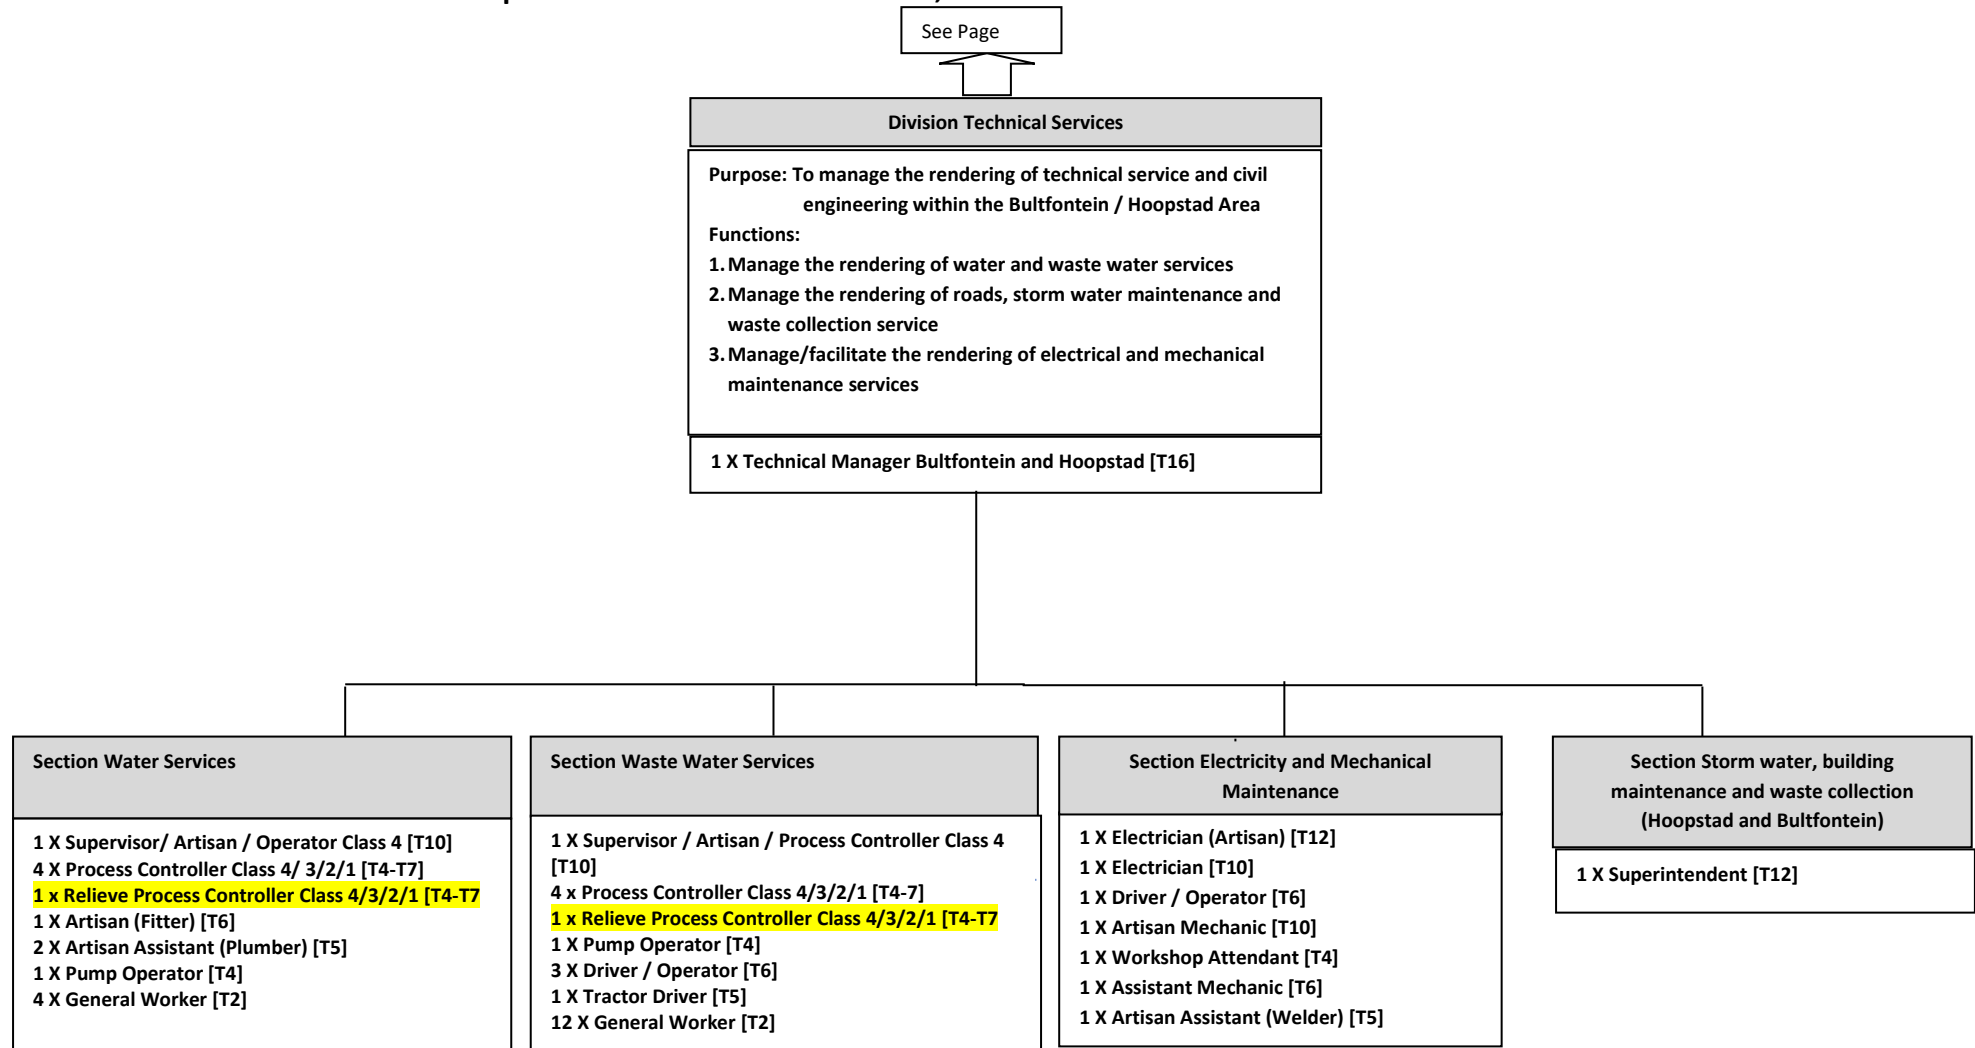 See Page
Division Technical Services
Purpose: To manage the rendering of technical service and civil
engineering within the Bultfontein / Hoopstad Area
Functions:
1. Manage the rendering of water and waste water services
2. Manage the rendering of roads, storm water maintenance and
waste collection service
3. Manage/facilitate the rendering of electrical and mechanical
maintenance services
1 X Technical Manager Bultfontein and Hoopstad [T16]
Section Water Services
1 X Supervisor/ Artisan / Operator Class 4 [T10]
4 X Process Controller Class 4/ 3/2/1 [T4-T7]
1 x Relieve Process Controller Class 4/3/2/1 [T4-T7
1 X Artisan (Fitter) [T6]
2 X Artisan Assistant (Plumber) [T5]
1 X Pump Operator [T4]
4 X General Worker [T2]
Section Waste Water Services
1 X Supervisor / Artisan / Process Controller Class 4
[T10]
4 x Process Controller Class 4/3/2/1 [T4-7]
1 x Relieve Process Controller Class 4/3/2/1 [T4-T7
1 X Pump Operator [T4]
3 X Driver / Operator [T6]
1 X Tractor Driver [T5]
12 X General Worker [T2]
Section Electricity and Mechanical
Maintenance
1 X Electrician (Artisan) [T12]
1 X Electrician [T10]
1 X Driver / Operator [T6]
1 X Artisan Mechanic [T10]
1 X Workshop Attendant [T4]
1 X Assistant Mechanic [T6]
1 X Artisan Assistant (Welder) [T5]
Section Storm water, building
maintenance and waste collection
(Hoopstad and Bultfontein)
1 X Superintendent [T12]